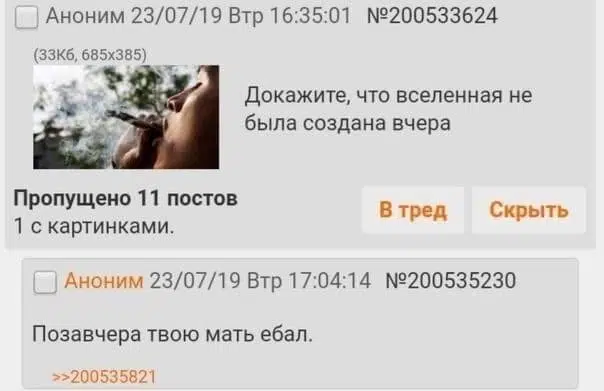 Аноним 23/07/19 Втр 16:35:01 №200533624
(33Кб, 685x385)
Докажите, что вселенная не
была создана вчера
Пропущено 11 постов
1 с картинками.
В тред Скрыть
Аноним 23/07/19 Втр 17:04:14 №200535230
Позавчера твою мать ебал.
>>200535821